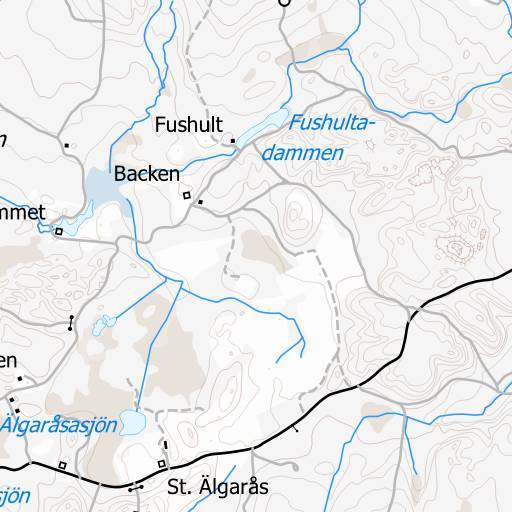 Fushult
Fushulta-
dammen
Backen
mmet
en
Älgaråsasjön
St. Älgarås
sjön